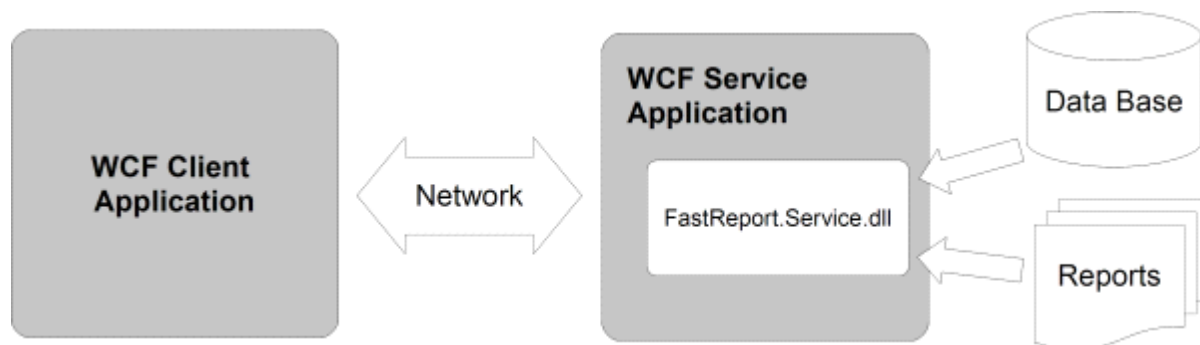 WCF Client
Application
Network
WCF Service
Application
FastReport.Service.dll
Data Base
Reports